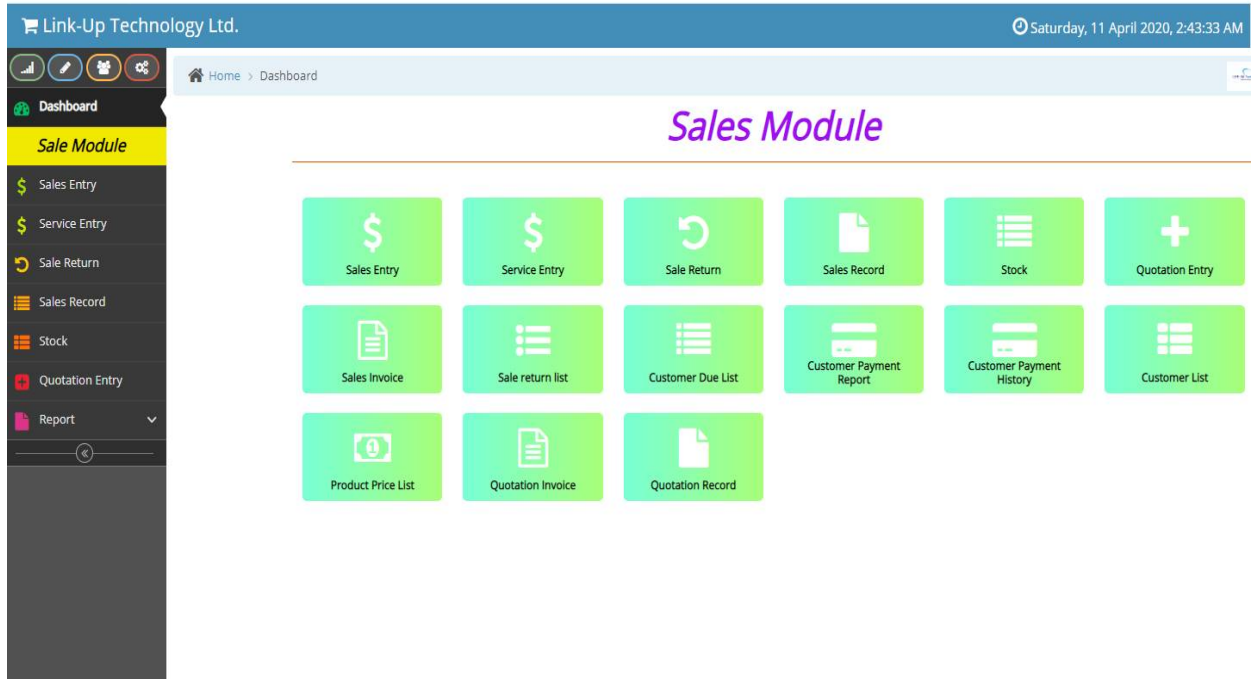 Link-Up Technology Ltd.
Saturday, 11 April 2020, 2:43:33 AM
Home > Dashboard
Dashboard
Sale Module
Sales Entry
Service Entry
Sale Return
Sales Record
Stock
Quotation Entry
Report
Sales Module
Sales Entry
Service Entry
Sale Return
Sales Record
Stock
Quotation Entry
Sales Invoice
Sale return list
Customer Due List
Customer Payment
Report
Customer Payment
History
Customer List
Product Price List
Quotation Invoice
Quotation Record